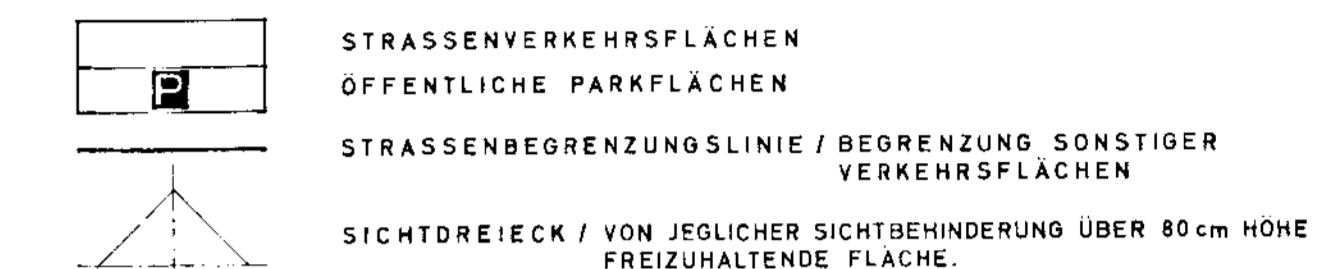 STRASSENVERKEHRSFLÄCHEN
P
ÖFFENTLICHE PARKFLÄCHEN
STRASSENBEGRENZUNGSLINIE / BEGRENZUNG SONSTIGER
VERKEHRSFLÄCHEN
SICHTDREIECK / VON JEGLICHER SICHTBEHINDERUNG ÜBER 80 cm HÖHE
FREIZUHALTENDE FLÄCHE.